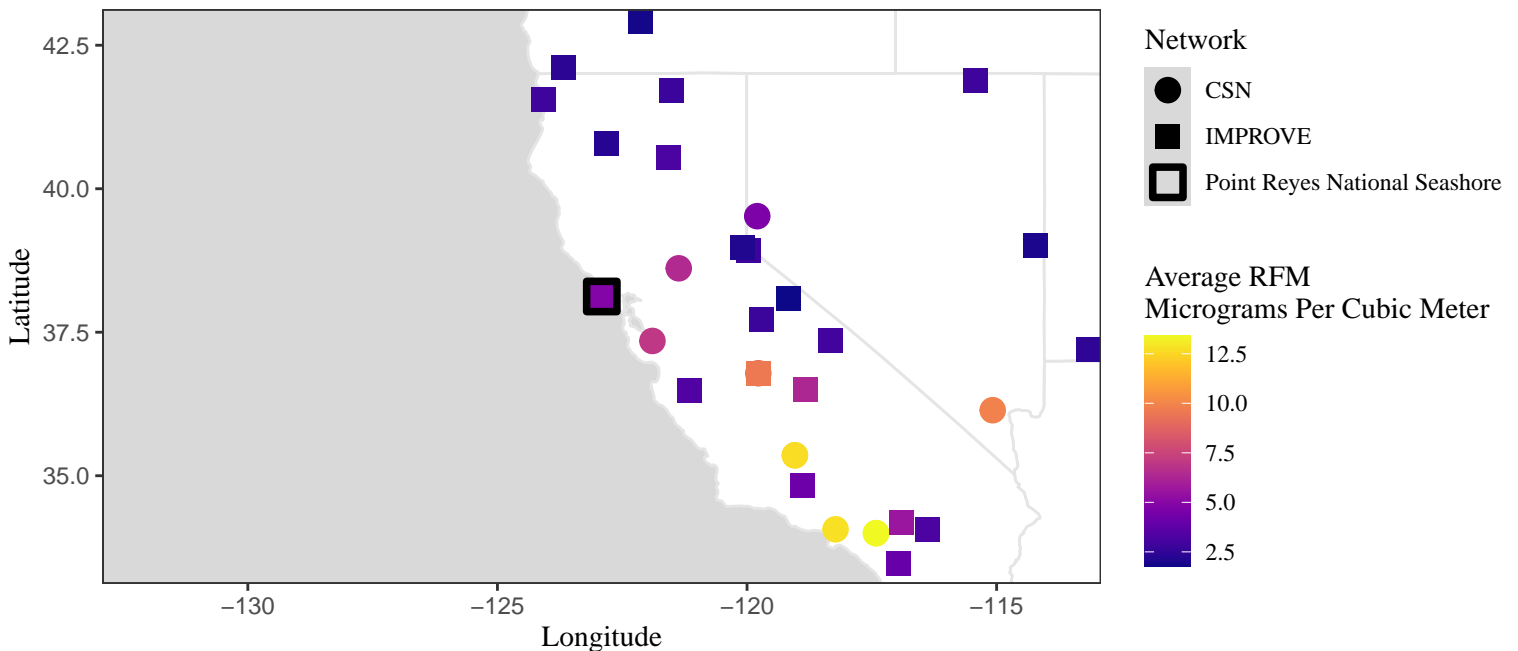 42.5
40.0
37.5
35.0
Latitude
−130
−125
−120
−115
Longitude
Network
CSN
IMPROVE
Point Reyes National Seashore
Average RFM
Micrograms Per Cubic Meter
12.5
10.0
7.5
5.0
2.5